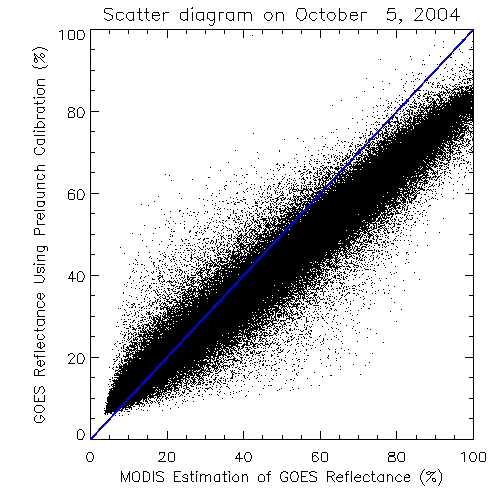 Scatter diagram on October  5, 2004
GOES Reflectance Using Prelaunch Calibration (%)
100
80
60
40
20
0
0 20 40 60 80 100
MODIS Estimation of GOES Reflectance (%)